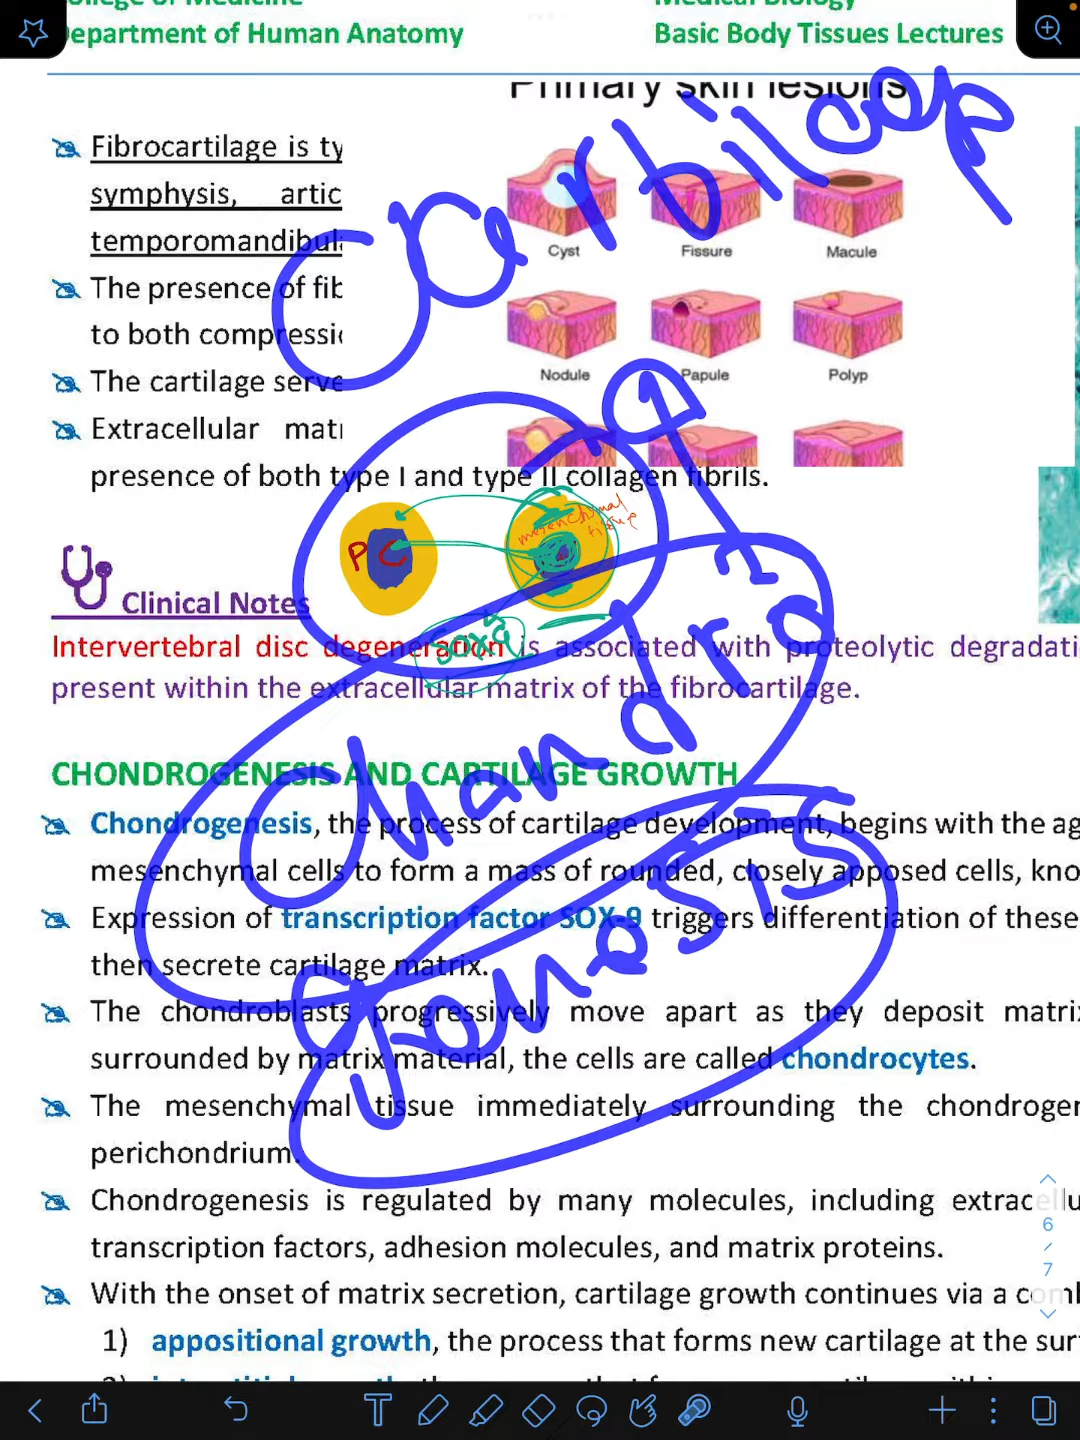 College of Medicine
Medical Biology
Department of Human Anatomy
Basic Body Tissues Lectures
Primary skin lesions
Fibrocartilage is ty
symphysis, artic
temporomandibul
The presence of fib
to both compressi
The cartilage serve
Extracellular mat
presence of both type I and type II collagen fibrils.
Cyst
Fissure
Macule
Nodule
Papule
Polyp
PC
mesenchymal
tissue
Sox9
Chondro
genesis
Clinical Notes
Intervertebral disc degeneration is associated with proteolytic degradati
present within the extracellular matrix of the fibrocartilage.
CHONDROGENESIS AND CARTILAGE GROWTH
Chondrogenesis, the process of cartilage development, begins with the ag
mesenchymal cells to form a mass of rounded, closely apposed cells, kno
Expression of transcription factor SOX-9 triggers differentiation of these
then secrete cartilage matrix.
The chondroblasts progressively move apart as they deposit matri
surrounded by matrix material, the cells are called chondrocytes.
The mesenchymal tissue immediately surrounding the chondroge
perichondrium.
Chondrogenesis is regulated by many molecules, including extracellu
transcription factors, adhesion molecules, and matrix proteins.
With the onset of matrix secretion, cartilage growth continues via a comb
1) appositional growth, the process that forms new cartilage at the sur
6
/
7
T